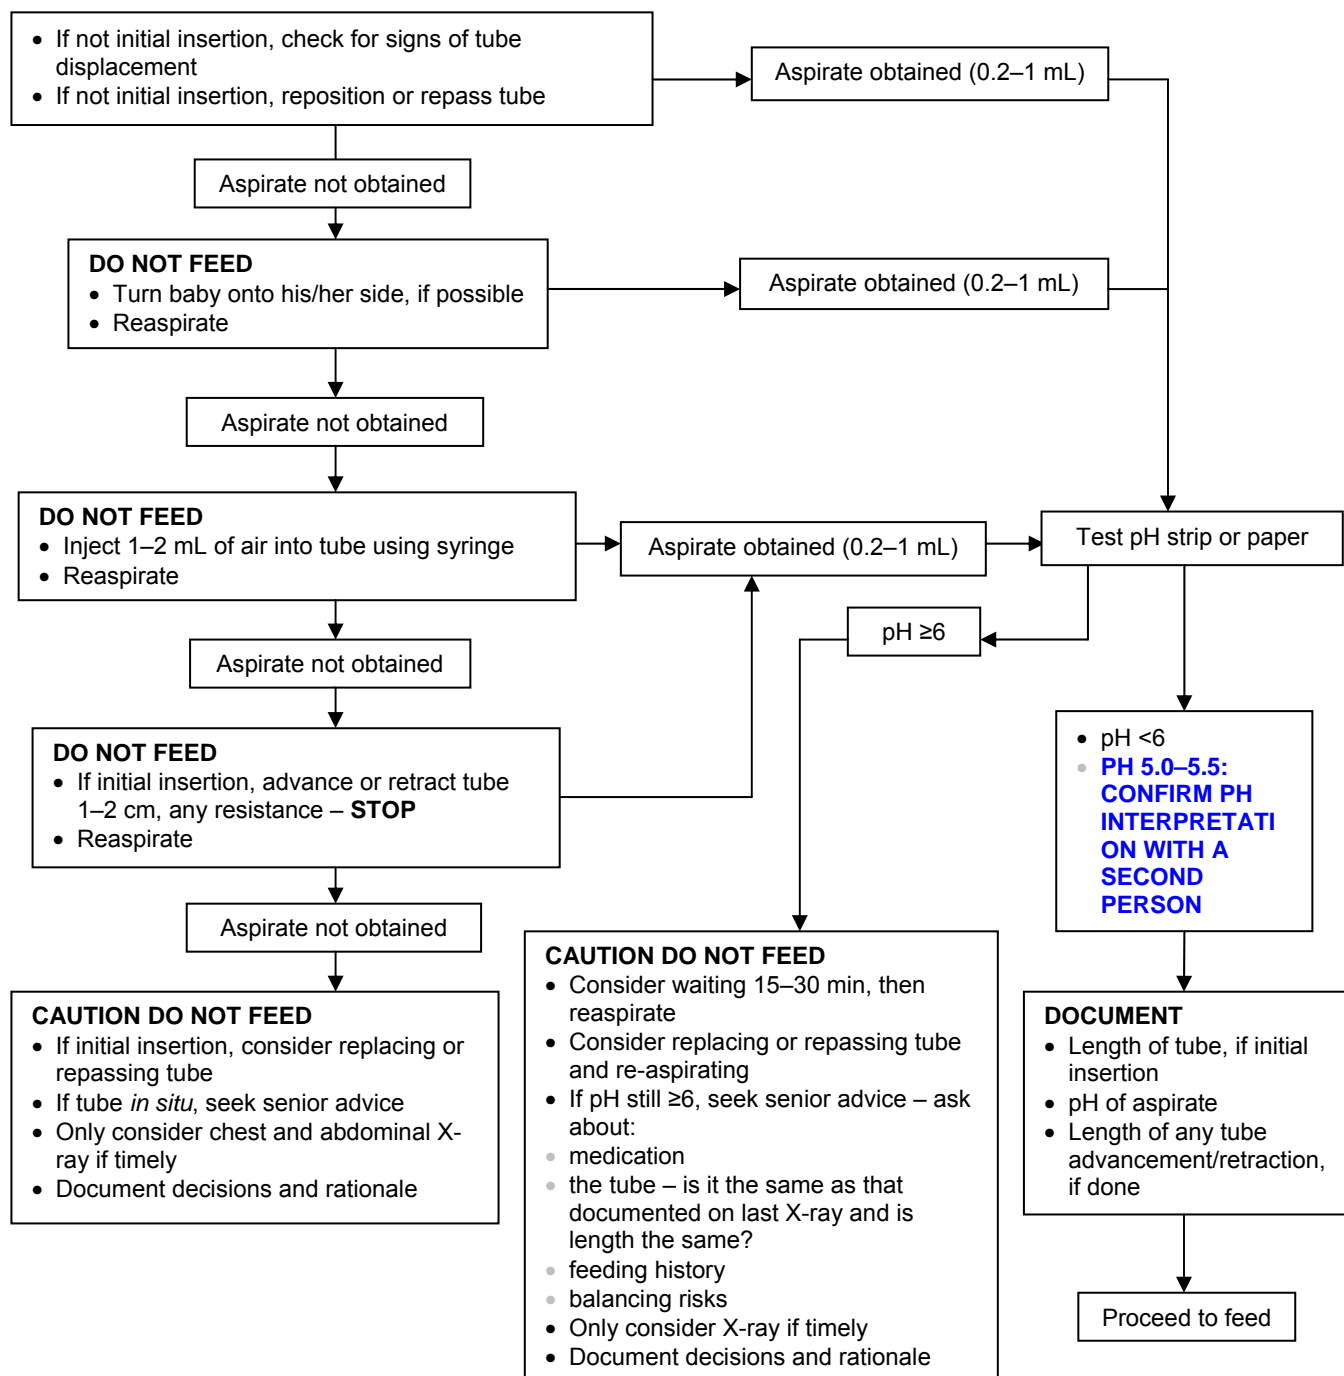 • If not initial insertion, check for signs of tube
displacement
• If not initial insertion, reposition or repass tube
Aspirate obtained (0.2–1 mL)
Aspirate not obtained
DO NOT FEED
• Turn baby onto his/her side, if possible
• Reaspirate
Aspirate obtained (0.2–1 mL)
Aspirate not obtained
DO NOT FEED
• Inject 1–2 mL of air into tube using syringe
• Reaspirate
Aspirate obtained (0.2–1 mL)
Test pH strip or paper
pH ≥6
Aspirate not obtained
DO NOT FEED
• If initial insertion, advance or retract tube
1–2 cm, any resistance – STOP
• Reaspirate
• pH <6
• PH 5.0–5.5:
CONFIRM PH
INTERPRETATI
ON WITH A
SECOND
PERSON
Aspirate not obtained
CAUTION DO NOT FEED
• If initial insertion, consider replacing or
repassing tube
• If tube in situ, seek senior advice
• Only consider chest and abdominal X-
ray if timely
• Document decisions and rationale
CAUTION DO NOT FEED
• Consider waiting 15–30 min, then
reaspirate
• Consider replacing or repassing tube
and re-aspirating
• If pH still ≥6, seek senior advice – ask
about:
• medication
• the tube – is it the same as that
documented on last X-ray and is
length the same?
• feeding history
• balancing risks
• Only consider X-ray if timely
• Document decisions and rationale
DOCUMENT
• Length of tube, if initial
insertion
• pH of aspirate
• Length of any tube
advancement/retraction,
if done
Proceed to feed